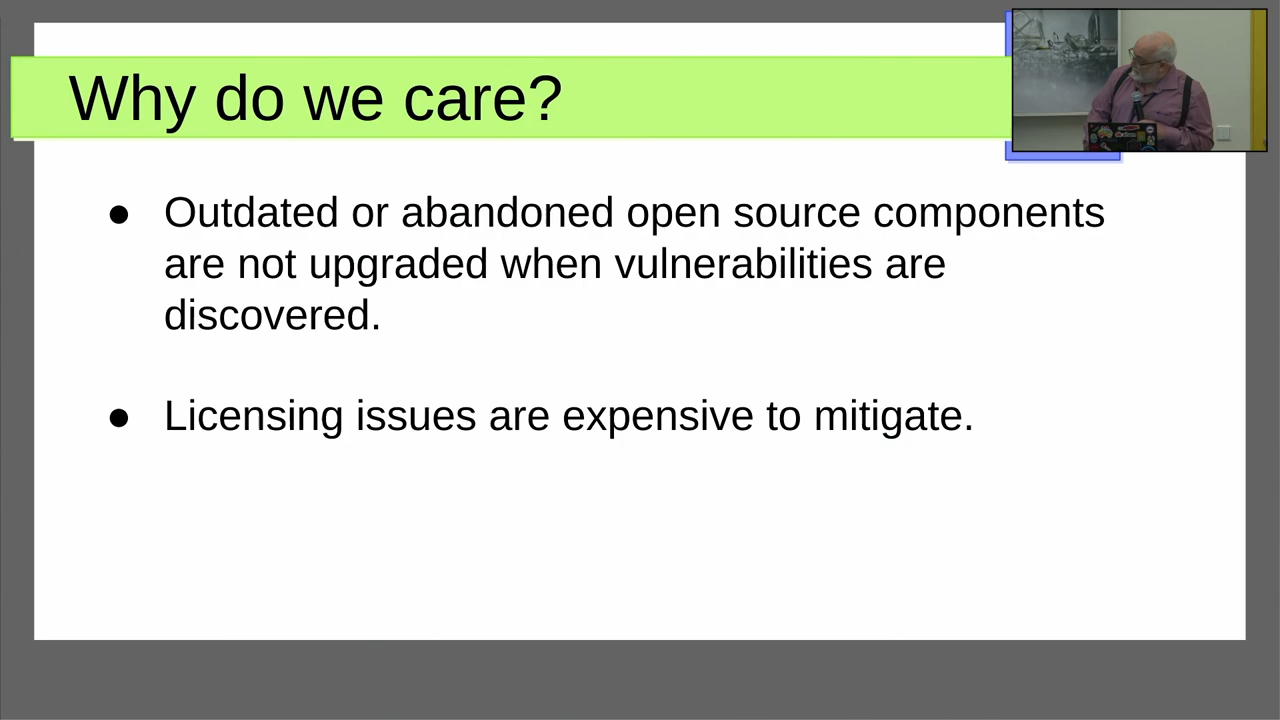 Why do we care?
● Outdated or abandoned open source components
are not upgraded when vulnerabilities are
discovered.
● Licensing issues are expensive to mitigate.